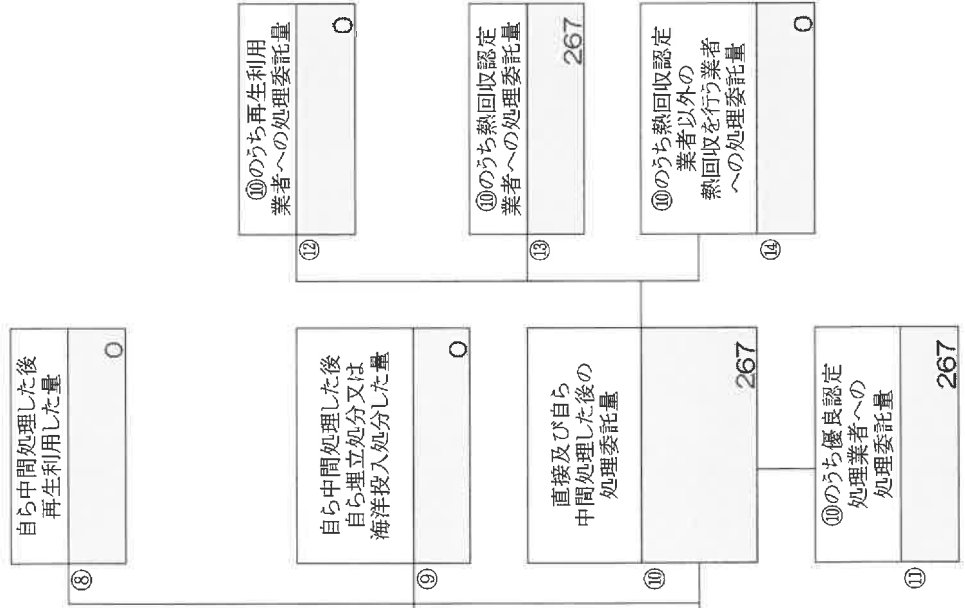 ⑧
自ら中間処理した後
再生利用した量
0
⑨
自ら中間処理した後
自ら埋立処分又は
海洋投入処分した量
0
⑩
直接及び自ら
中間処理した後の
処理委託量
267
⑪
⑩のうち優良認定
処理業者への
処理委託量
267
⑫
⑩のうち再生利用
業者への処理委託量
0
⑬
⑩のうち熱回収認定
業者への処理委託量
267
⑭
⑩のうち熱回収認定
業者以外の
熱回収を行う業者
への処理委託量
0